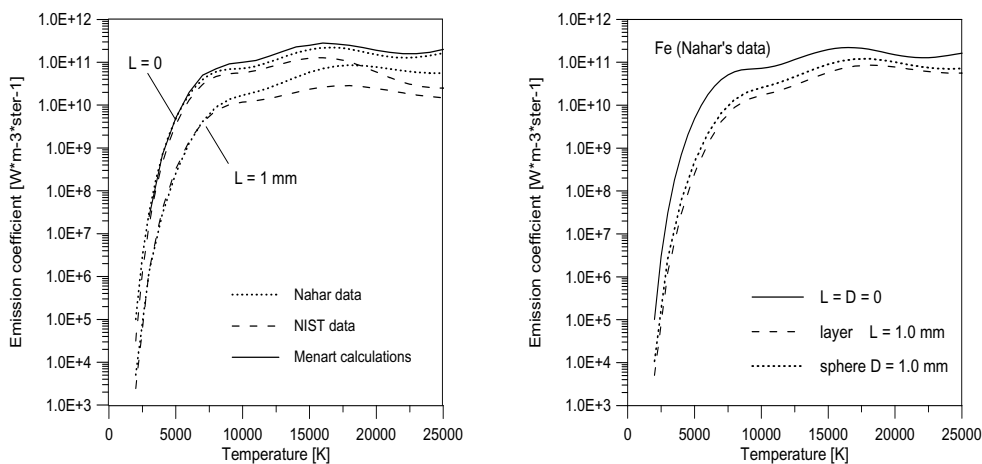 Emission coefficient [W*m-3*ster-1]
1.0E+12
1.0E+11
1.0E+10
1.0E+9
1.0E+8
1.0E+7
1.0E+6
1.0E+5
1.0E+4
1.0E+3
L = 0
L = 1 mm
Nahar data
NIST data
Menart calculations
0 5000 10000 15000 20000 25000
Temperature [K]
Emission coefficient [W*m-3*ster-1]
1.0E+12
1.0E+11
1.0E+10
1.0E+9
1.0E+8
1.0E+7
1.0E+6
1.0E+5
1.0E+4
1.0E+3
Fe (Nahar's data)
L = D = 0
layer L = 1.0 mm
sphere D = 1.0 mm
0 5000 10000 15000 20000 25000
Temperature [K]